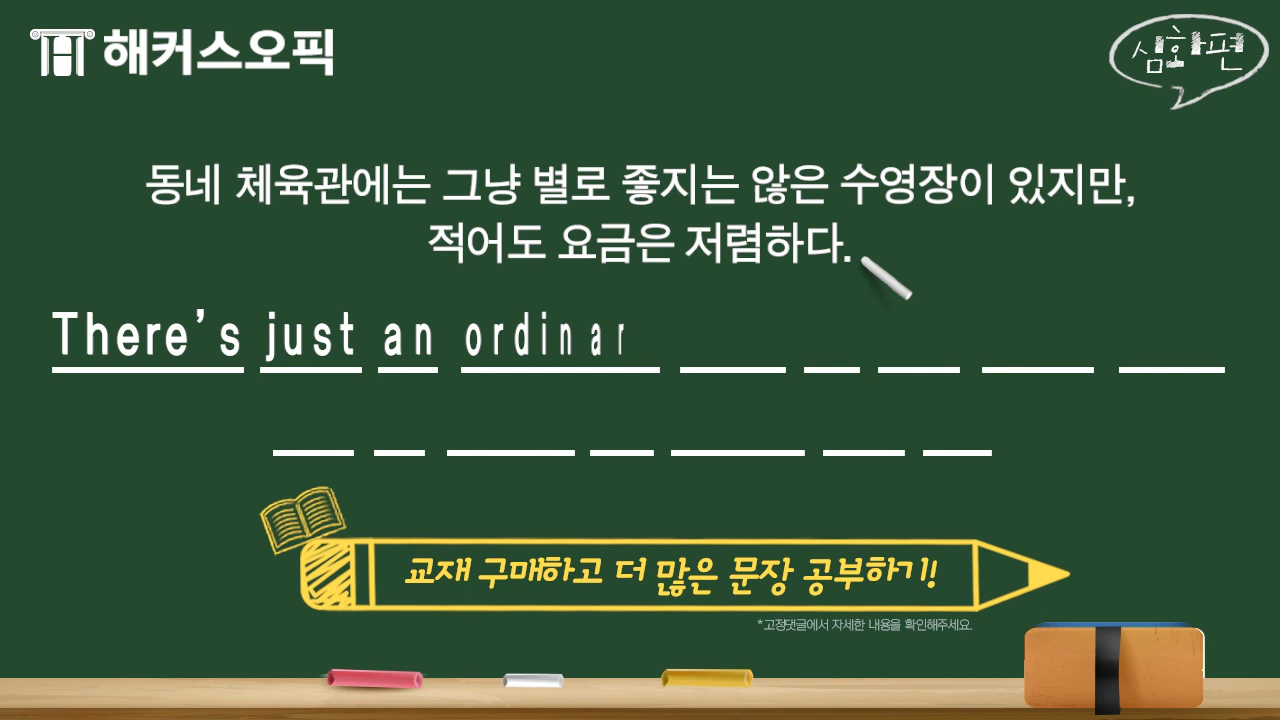 해커스오픽
심화편
동네 체육관에는 그냥 별로 좋지는 않은 수영장이 있지만,
적어도 요금은 저렴하다.
There's just an ordinar
교재 구매하고 더 많은 문장 공부하기!
*고정댓글에서 자세한 내용을 확인해주세요.